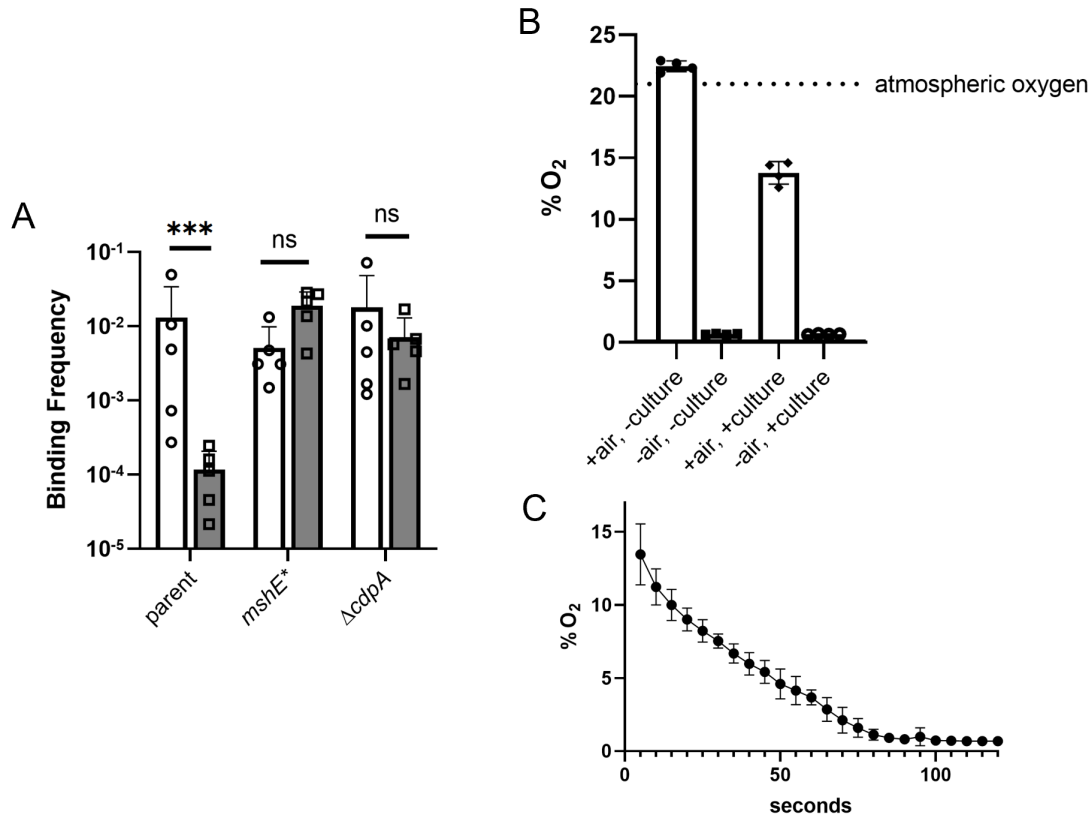 A
*** ns ns
10-1
10-2
10-3
10-4
10-5
Binding Frequency
parent mshE* ΔcdpA
B
25
20
15
10
5
0
% O2
atmospheric oxygen
+air, -culture
-air, -culture
+air, +culture
-air, +culture
C
15
10
5
0
% O2
0 50 100
seconds